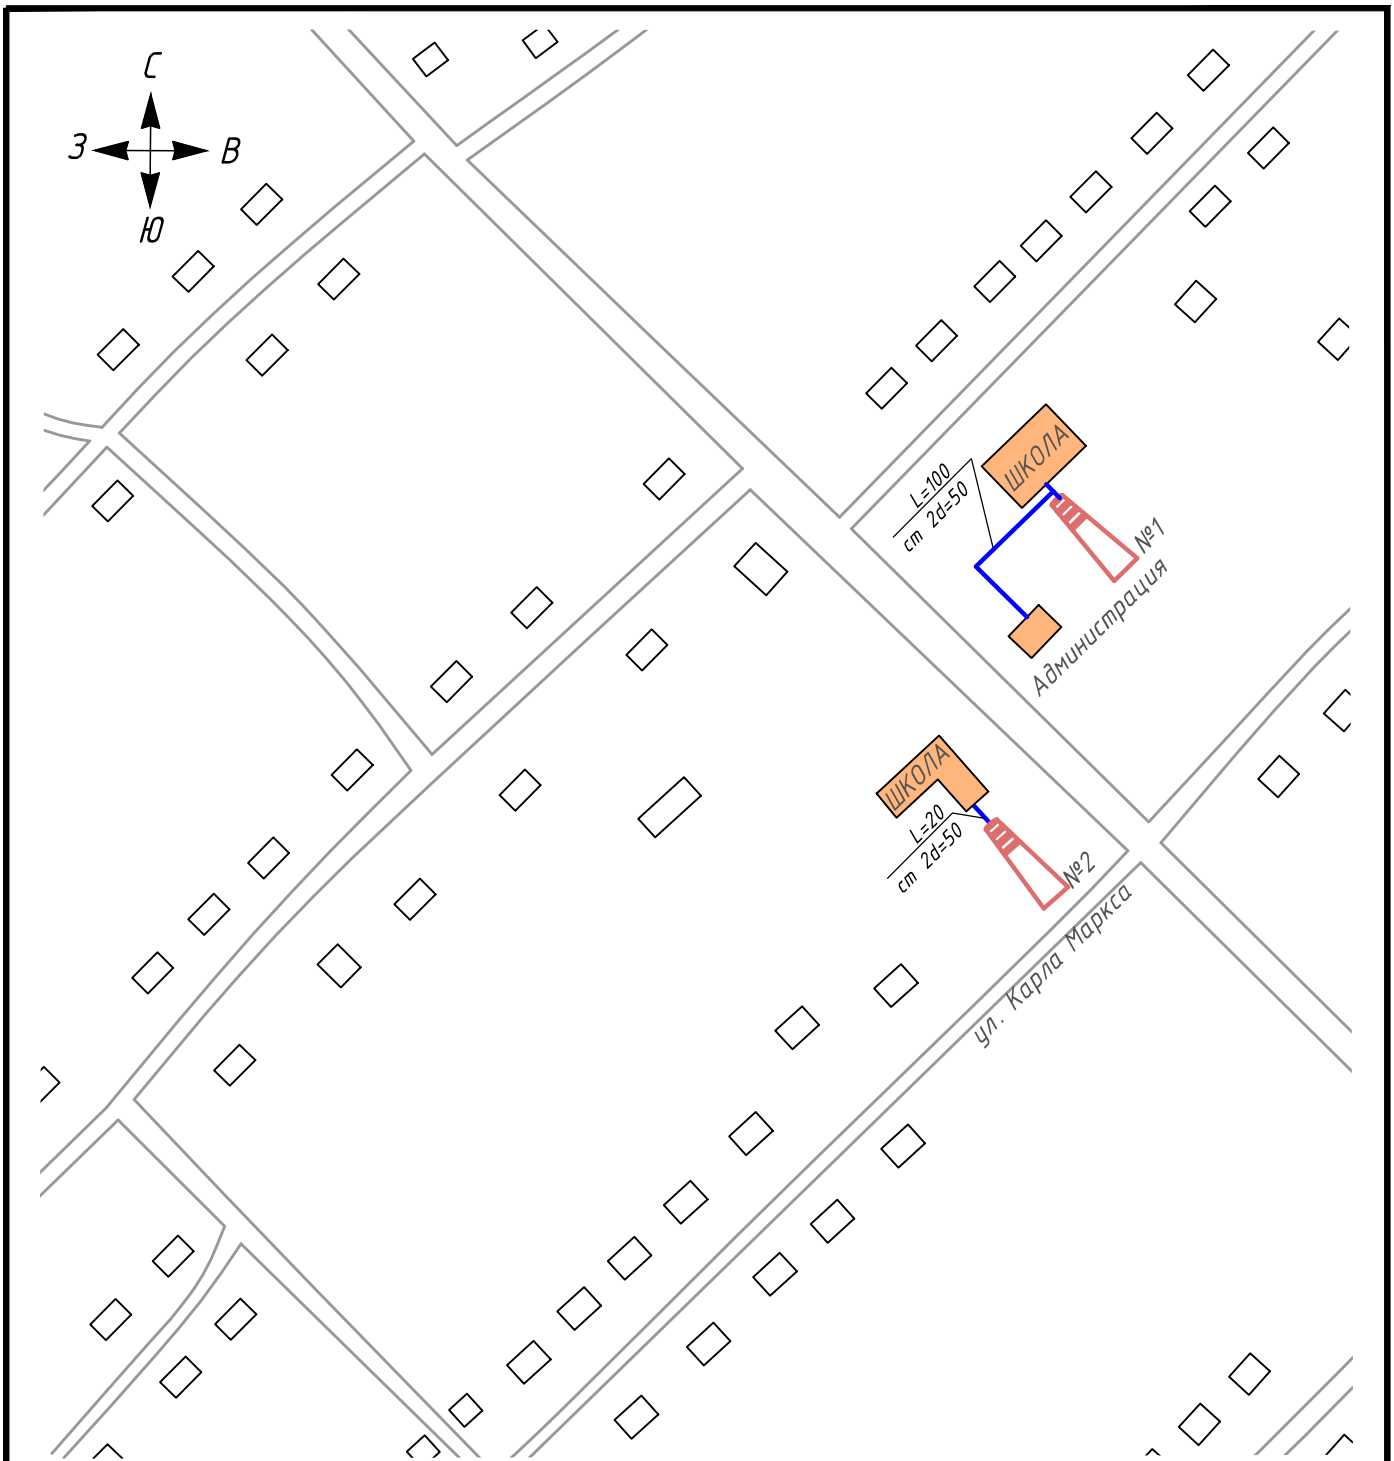 С
З
В
Ю
ШКОЛА
L=100
ст 2d=50
№1
Администрация
ШКОЛА
L=20
ст 2d=50
№2
ул. Карла Маркса